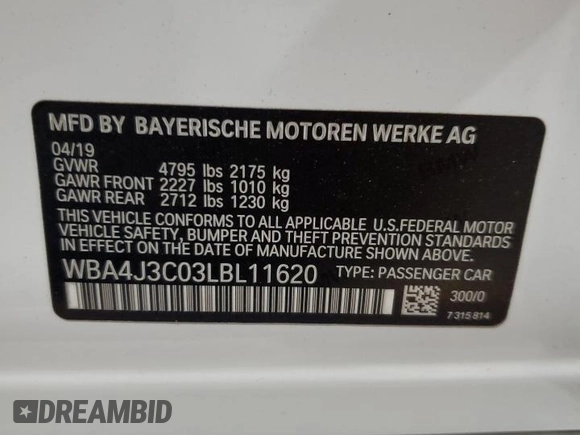 MFD BY BAYERISCHE MOTOREN WERKE AG
04/19
GVWR 4795 lbs 2175 kg
GAWR FRONT 2227 lbs 1010 kg
GAWR REAR 2712 lbs 1230 kg
THIS VEHICLE CONFORMS TO ALL APPLICABLE U.S.FEDERAL MOTOR
VEHICLE SAFETY, BUMPER AND THEFT PREVENTION STANDARDS
IN EFFECT ON THE DATE OF MANUFACTURE SHOWN ABOVE.
WBA4J3C03LBL11620 TYPE: PASSENGER CAR
300/0
7 315 814
DREAMBID